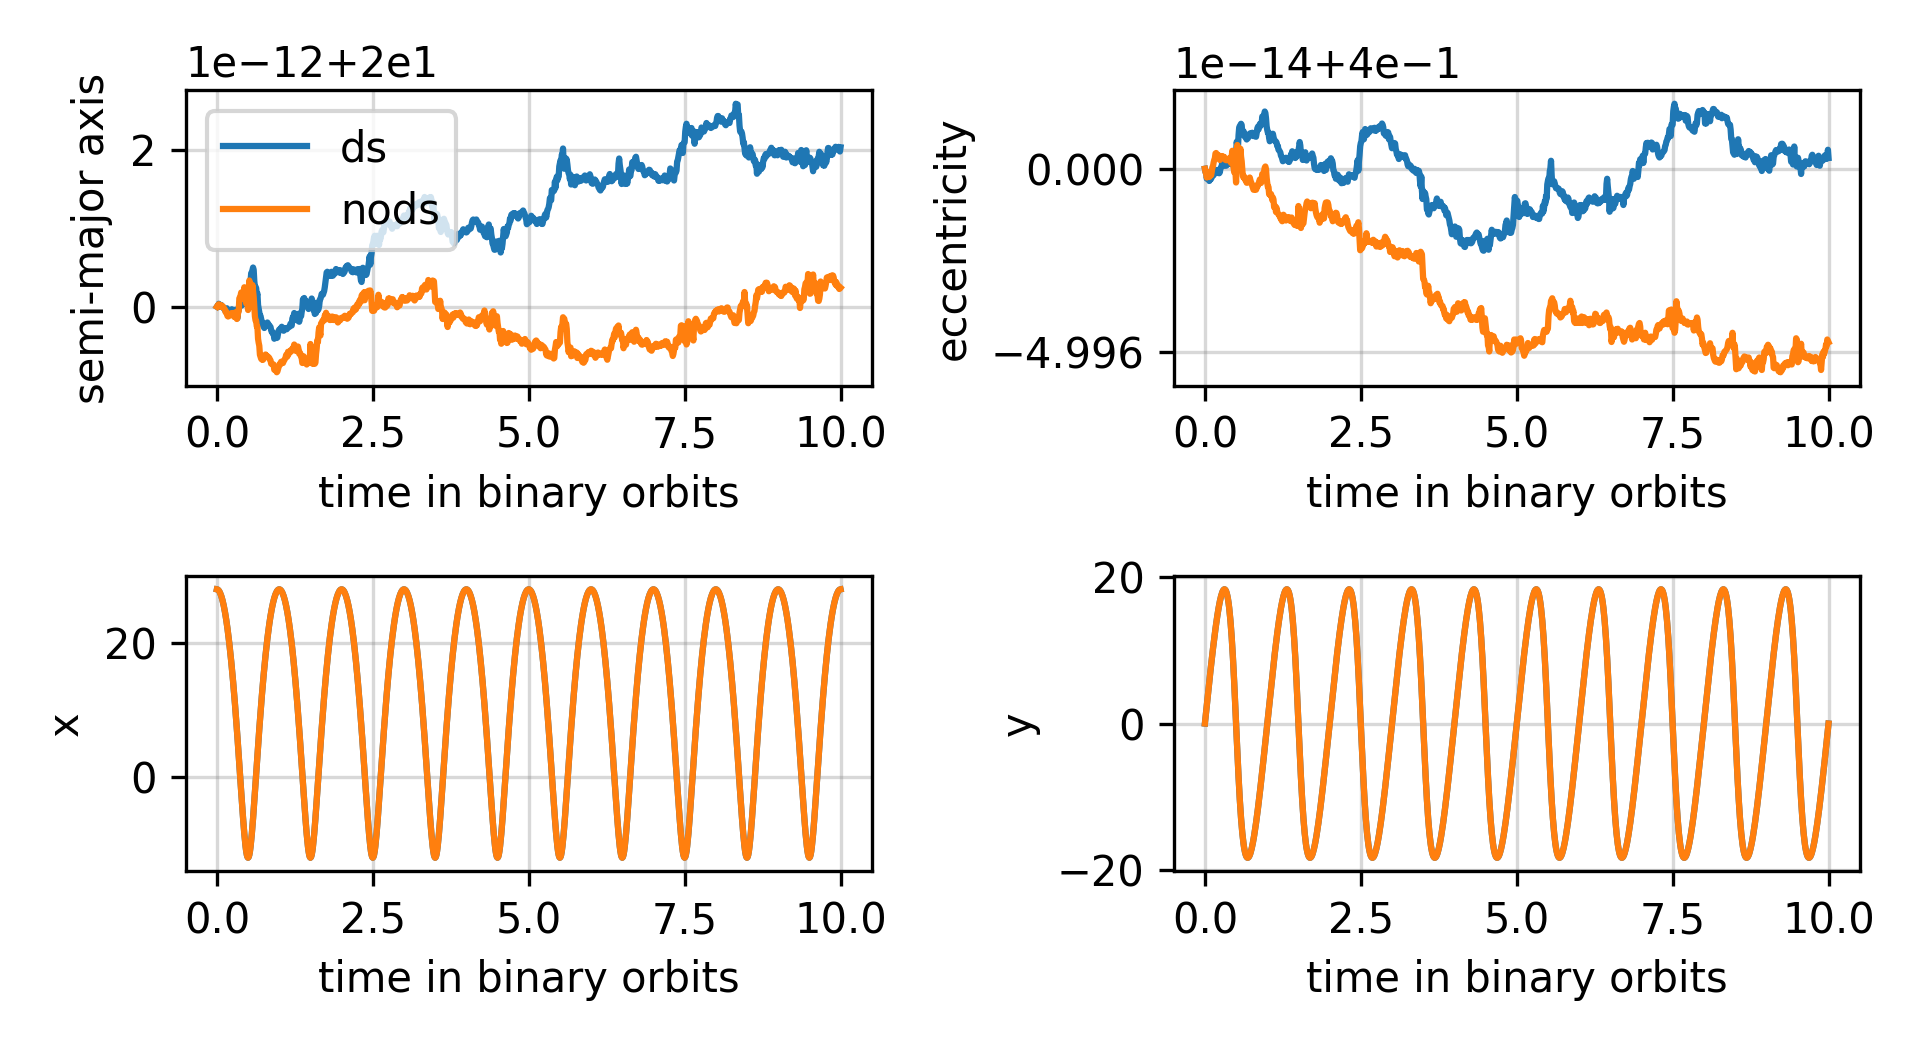 1e−12+2e1
semi-major axis
2
0
ds
nods
0.0 2.5 5.0 7.5 10.0
time in binary orbits
1e−14+4e−1
eccentricity
0.000
−4.996
0.0 2.5 5.0 7.5 10.0
time in binary orbits
x
20
0
0.0 2.5 5.0 7.5 10.0
time in binary orbits
y
20
0
−20
0.0 2.5 5.0 7.5 10.0
time in binary orbits